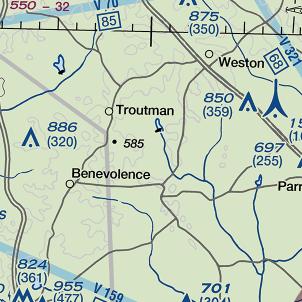 550 - 32
V 70
85
875
(350)
Weston
V 321
68
850
(359)
Troutman
886
(320)
585
697
(255)
Benevolence
Parr
824
(361)
955
(477)
V 159
701